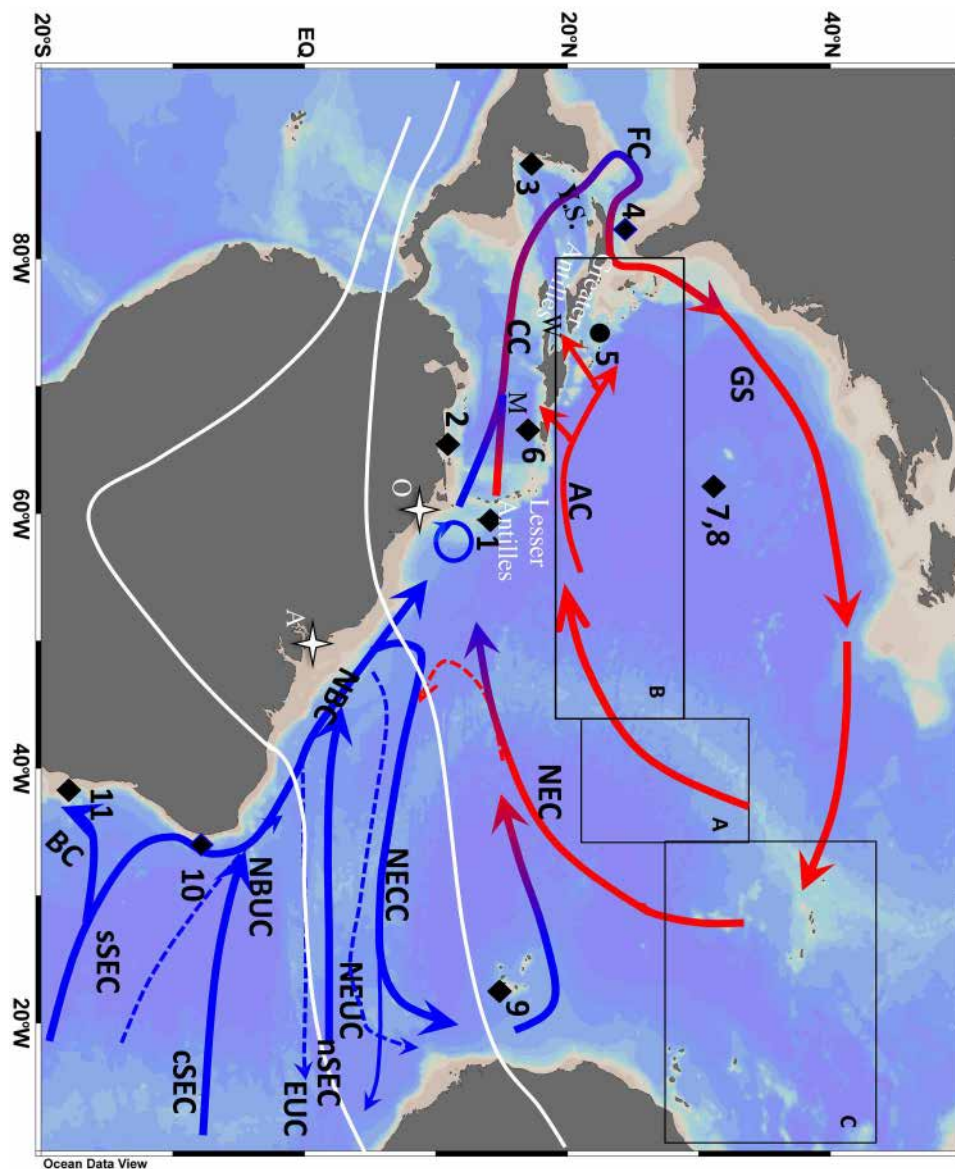 20°S
EQ
20°N
40°N
80°W
60°W
40°W
20°W
FC
3
4
Y.S.
Greater
Antilles
W
5
CC
GS
M
2
6
7,8
O
1
Lesser
Antilles
AC
A
B
NBC
NEC
A
11
BC
10
NBUC
NECC
sSEC
NEUC
9
cSEC
nSEC
EUC
C
Ocean Data View